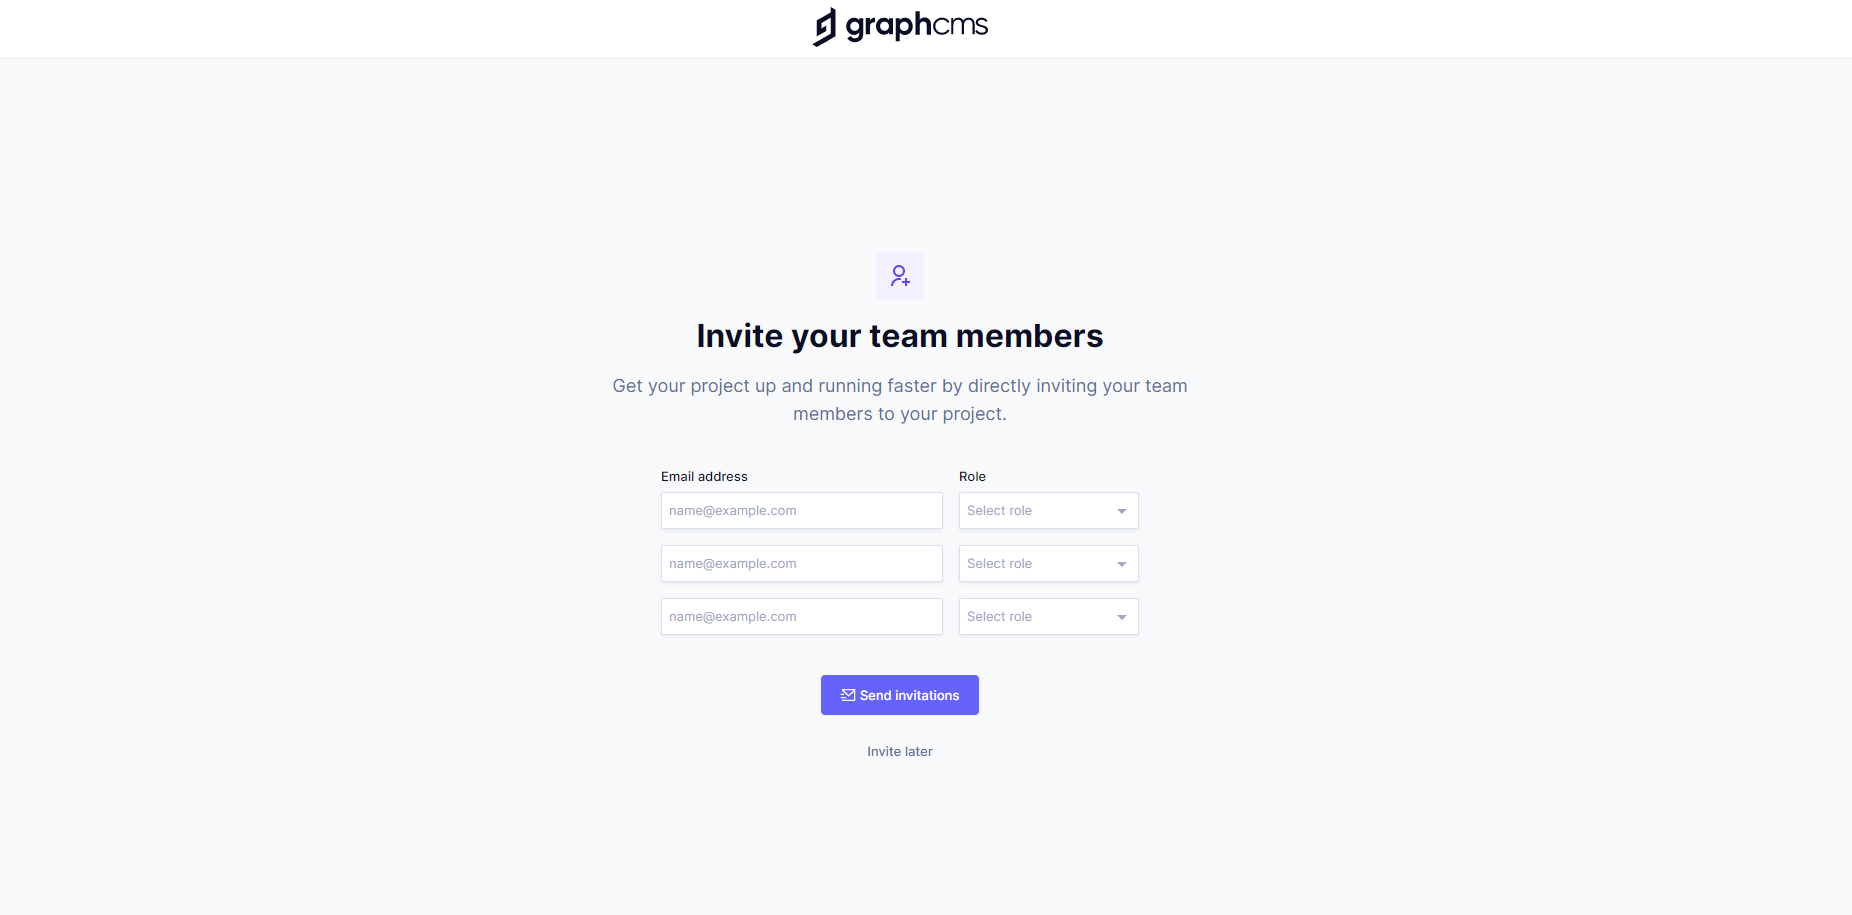 graphcms
Invite your team members
Get your project up and running faster by directly inviting your team
members to your project.
Email address Role
name@example.com Select role
name@example.com Select role
name@example.com Select role
Send invitations
Invite later